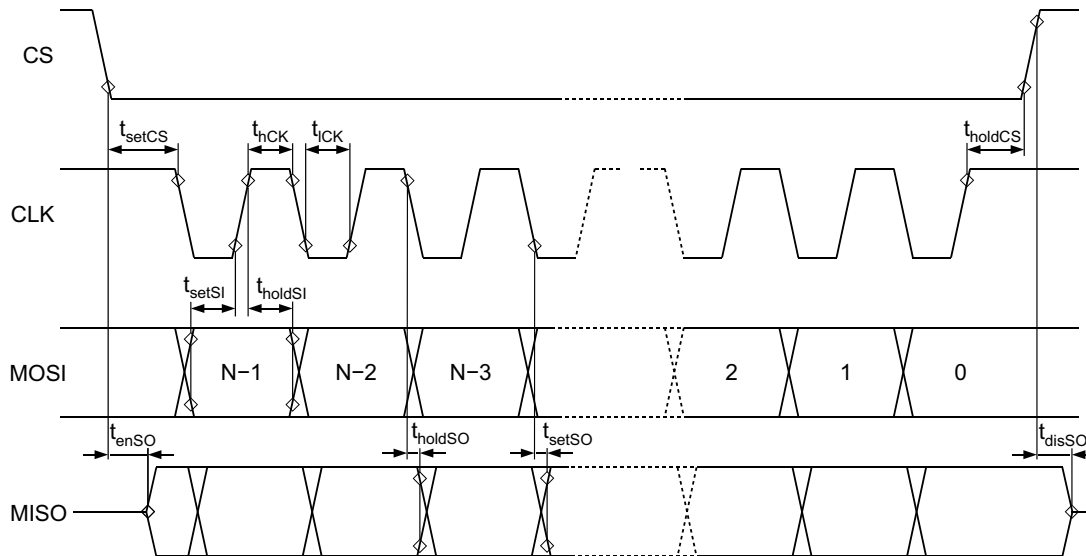 CS
t_setCS
t_hCK
t_lCK
t_holdCS
CLK
t_setSI
t_holdSI
MOSI
N−1
N−2
N−3
2
1
0
t_enSO
t_holdSO
t_setSO
t_disSO
MISO